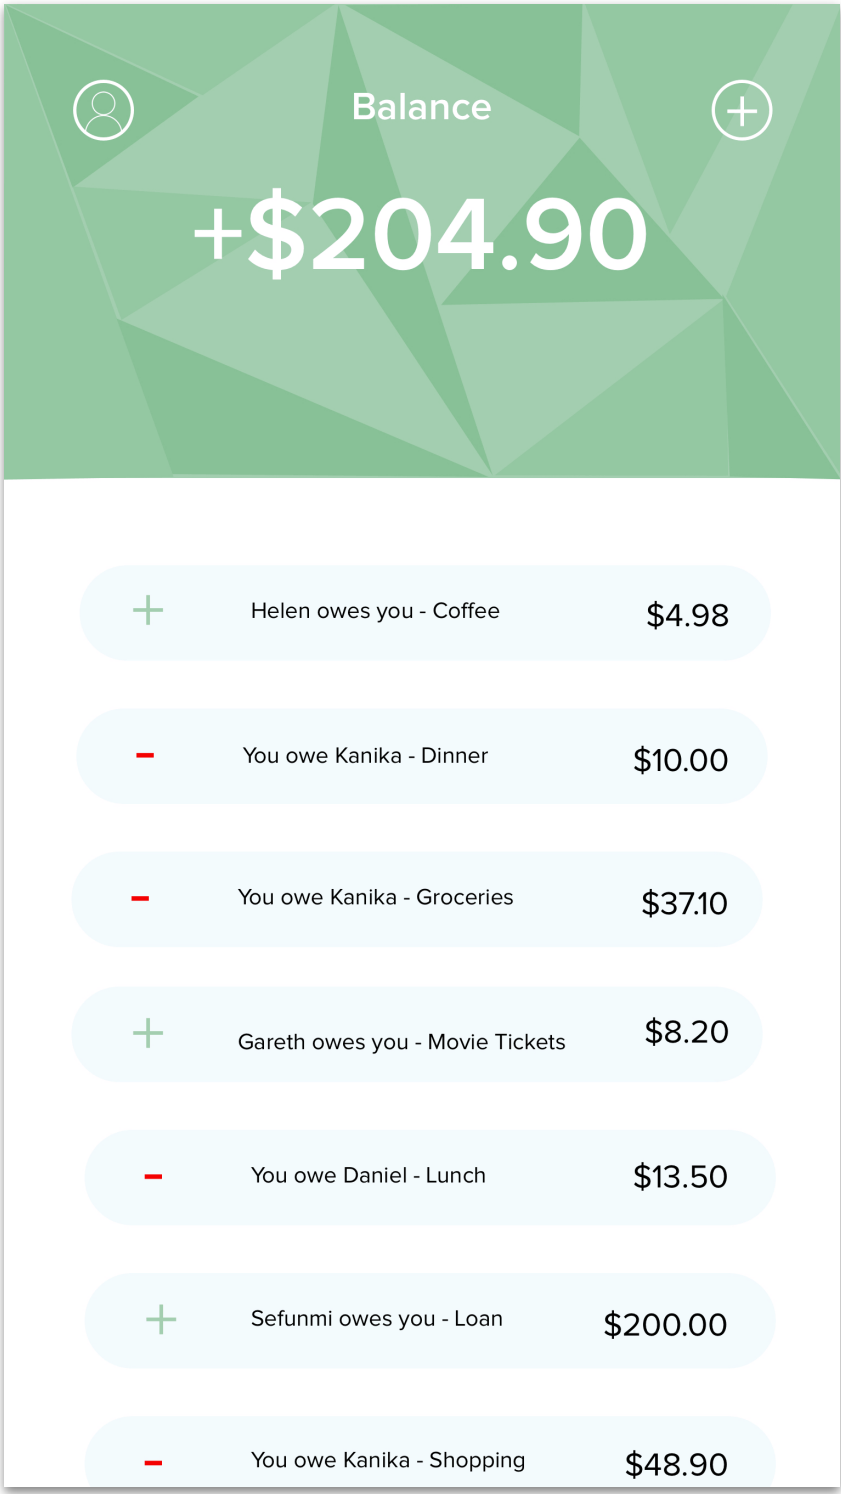 Balance
+$204.90
+ Helen owes you - Coffee $4.98
- You owe Kanika - Dinner $10.00
- You owe Kanika - Groceries $37.10
+ Gareth owes you - Movie Tickets $8.20
- You owe Daniel - Lunch $13.50
+ Sefunmi owes you - Loan $200.00
- You owe Kanika - Shopping $48.90